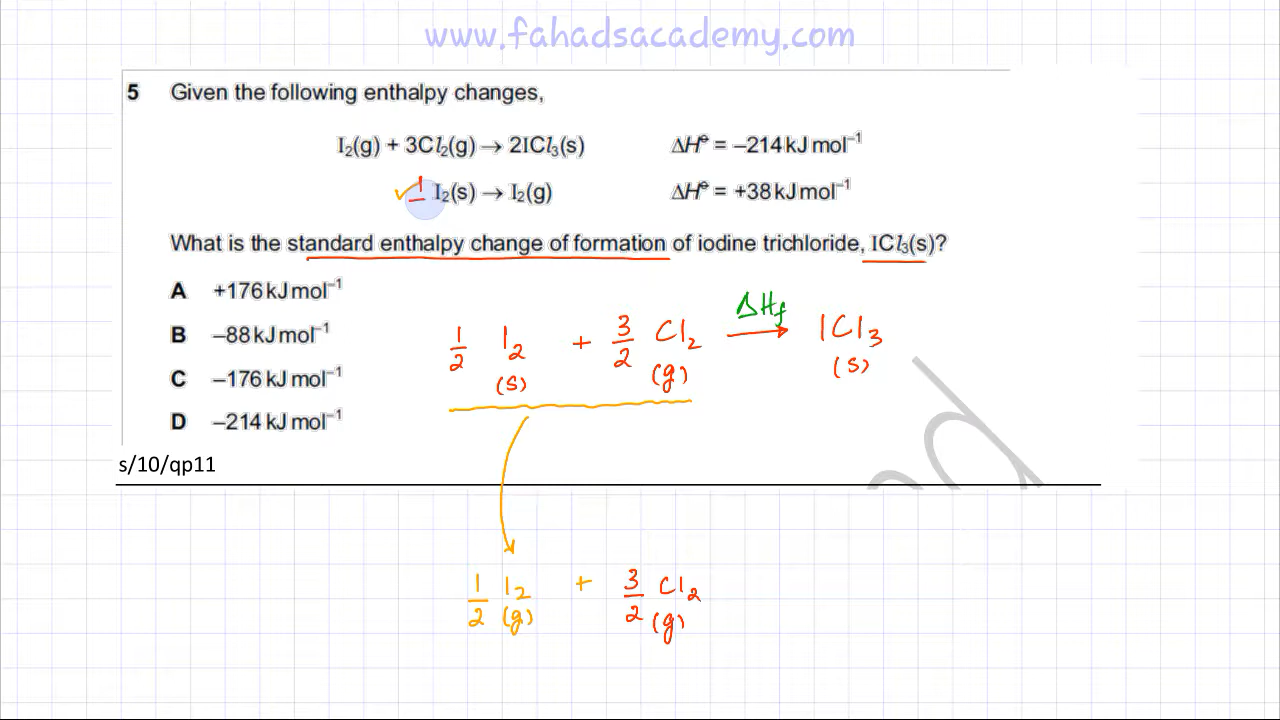 www.fahadsacademy.com
5 Given the following enthalpy changes,
I₂(g) + 3Cl₂(g) → 2ICl₃(s) ΔH⦵ = –214 kJ mol⁻¹
1 I₂(s) → I₂(g) ΔH⦵ = +38 kJ mol⁻¹
What is the standard enthalpy change of formation of iodine trichloride, ICl₃(s)?
A +176 kJ mol⁻¹
B –88 kJ mol⁻¹
C –176 kJ mol⁻¹
D –214 kJ mol⁻¹
1/2 I₂ (s) + 3/2 Cl₂ (g) ΔHf → ICl₃ (s)
s/10/qp11
1/2 I₂ (g) + 3/2 Cl₂ (g)